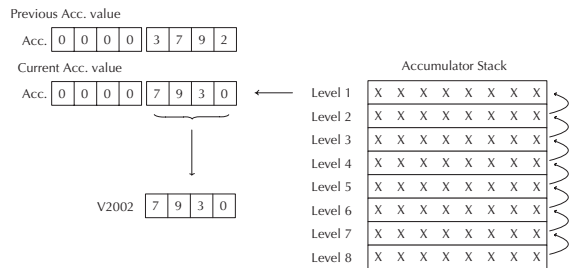 Previous Acc. value
Acc. 0 0 0 0 3 7 9 2
Current Acc. value
Acc. 0 0 0 0 7 9 3 0
V2002 7 9 3 0
Accumulator Stack
Level 1 X X X X X X X X
Level 2 X X X X X X X X
Level 3 X X X X X X X X
Level 4 X X X X X X X X
Level 5 X X X X X X X X
Level 6 X X X X X X X X
Level 7 X X X X X X X X
Level 8 X X X X X X X X